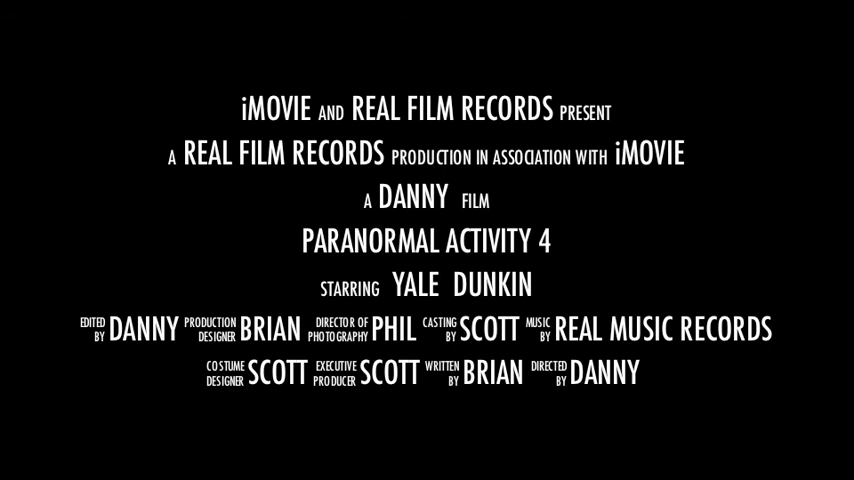 iMOVIE AND REAL FILM RECORDS PRESENT
A REAL FILM RECORDS PRODUCTION IN ASSOCIATION WITH iMOVIE
A DANNY FILM
PARANORMAL ACTIVITY 4
STARRING YALE DUNKIN
EDITED BY DANNY PRODUCTION DESIGNER BRIAN DIRECTOR OF PHOTOGRAPHY PHIL CASTING BY SCOTT MUSIC BY REAL MUSIC RECORDS
COSTUME DESIGNER SCOTT EXECUTIVE PRODUCER SCOTT WRITTEN BY BRIAN DIRECTED BY DANNY